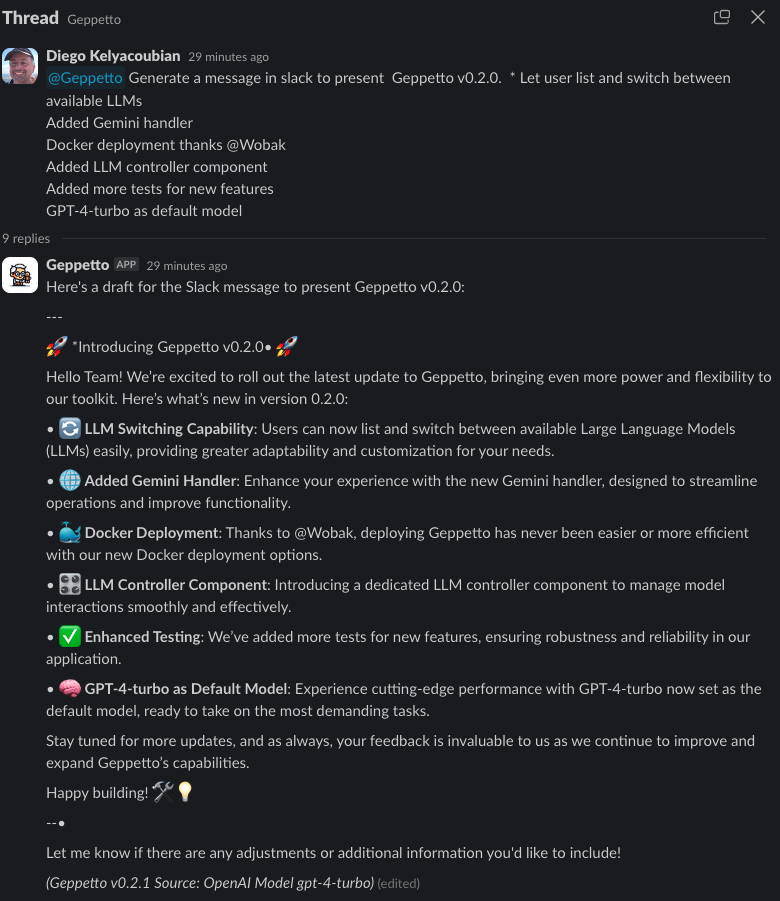 Thread Geppetto
Diego Kelyacoubian 29 minutes ago
@Geppetto Generate a message in slack to present Geppetto v0.2.0. * Let user list and switch between
available LLMs
Added Gemini handler
Docker deployment thanks @Wobak
Added LLM controller component
Added more tests for new features
GPT-4-turbo as default model
9 replies
Geppetto APP 29 minutes ago
Here's a draft for the Slack message to present Geppetto v0.2.0:
---
🚀 *Introducing Geppetto v0.2.0• 🚀
Hello Team! We’re excited to roll out the latest update to Geppetto, bringing even more power and flexibility to
our toolkit. Here’s what’s new in version 0.2.0:
• 🔄 LLM Switching Capability: Users can now list and switch between available Large Language Models
(LLMs) easily, providing greater adaptability and customization for your needs.
• 🌐 Added Gemini Handler: Enhance your experience with the new Gemini handler, designed to streamline
operations and improve functionality.
• 🐳 Docker Deployment: Thanks to @Wobak, deploying Geppetto has never been easier or more efficient
with our new Docker deployment options.
• 🎛️ LLM Controller Component: Introducing a dedicated LLM controller component to manage model
interactions smoothly and effectively.
• ✅ Enhanced Testing: We’ve added more tests for new features, ensuring robustness and reliability in our
application.
• 🧠 GPT-4-turbo as Default Model: Experience cutting-edge performance with GPT-4-turbo now set as the
default model, ready to take on the most demanding tasks.
Stay tuned for more updates, and as always, your feedback is invaluable to us as we continue to improve and
expand Geppetto’s capabilities.
Happy building! 🛠️💡
--•
Let me know if there are any adjustments or additional information you'd like to include!
(Geppetto v0.2.1 Source: OpenAI Model gpt-4-turbo) (edited)